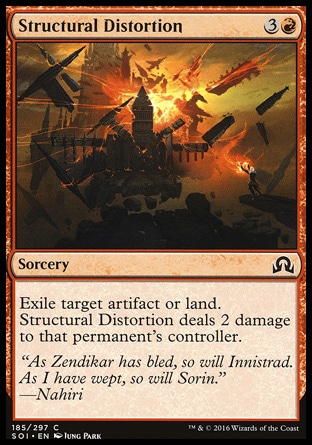 Structural Distortion 3
Sorcery
Exile target artifact or land.
Structural Distortion deals 2 damage
to that permanent's controller.
"As Zendikar has bled, so will Innistrad.
As I have wept, so will Sorin."
—Nahiri
185/297 C
SOI • EN Jung Park ™ & © 2016 Wizards of the Coast